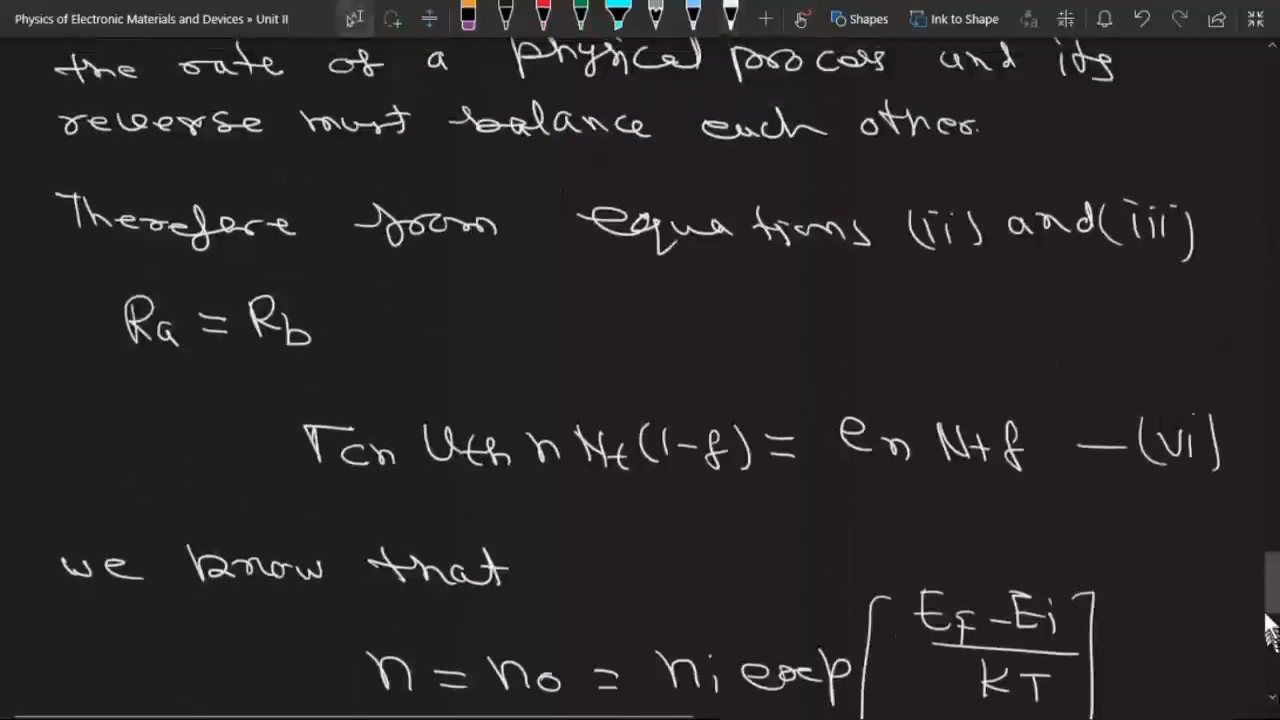 Physics of Electronic Materials and Devices » Unit II
Shapes
Ink to Shape
the rate of a physical process and its
reverse must balance each other.
Therefore from equations (ii) and (iii)
Ra = Rb
σcn Uth n Nt (1-f) = en Nt f — (vi)
we know that
n = no = ni exp [ Ef - Ei / KT ]